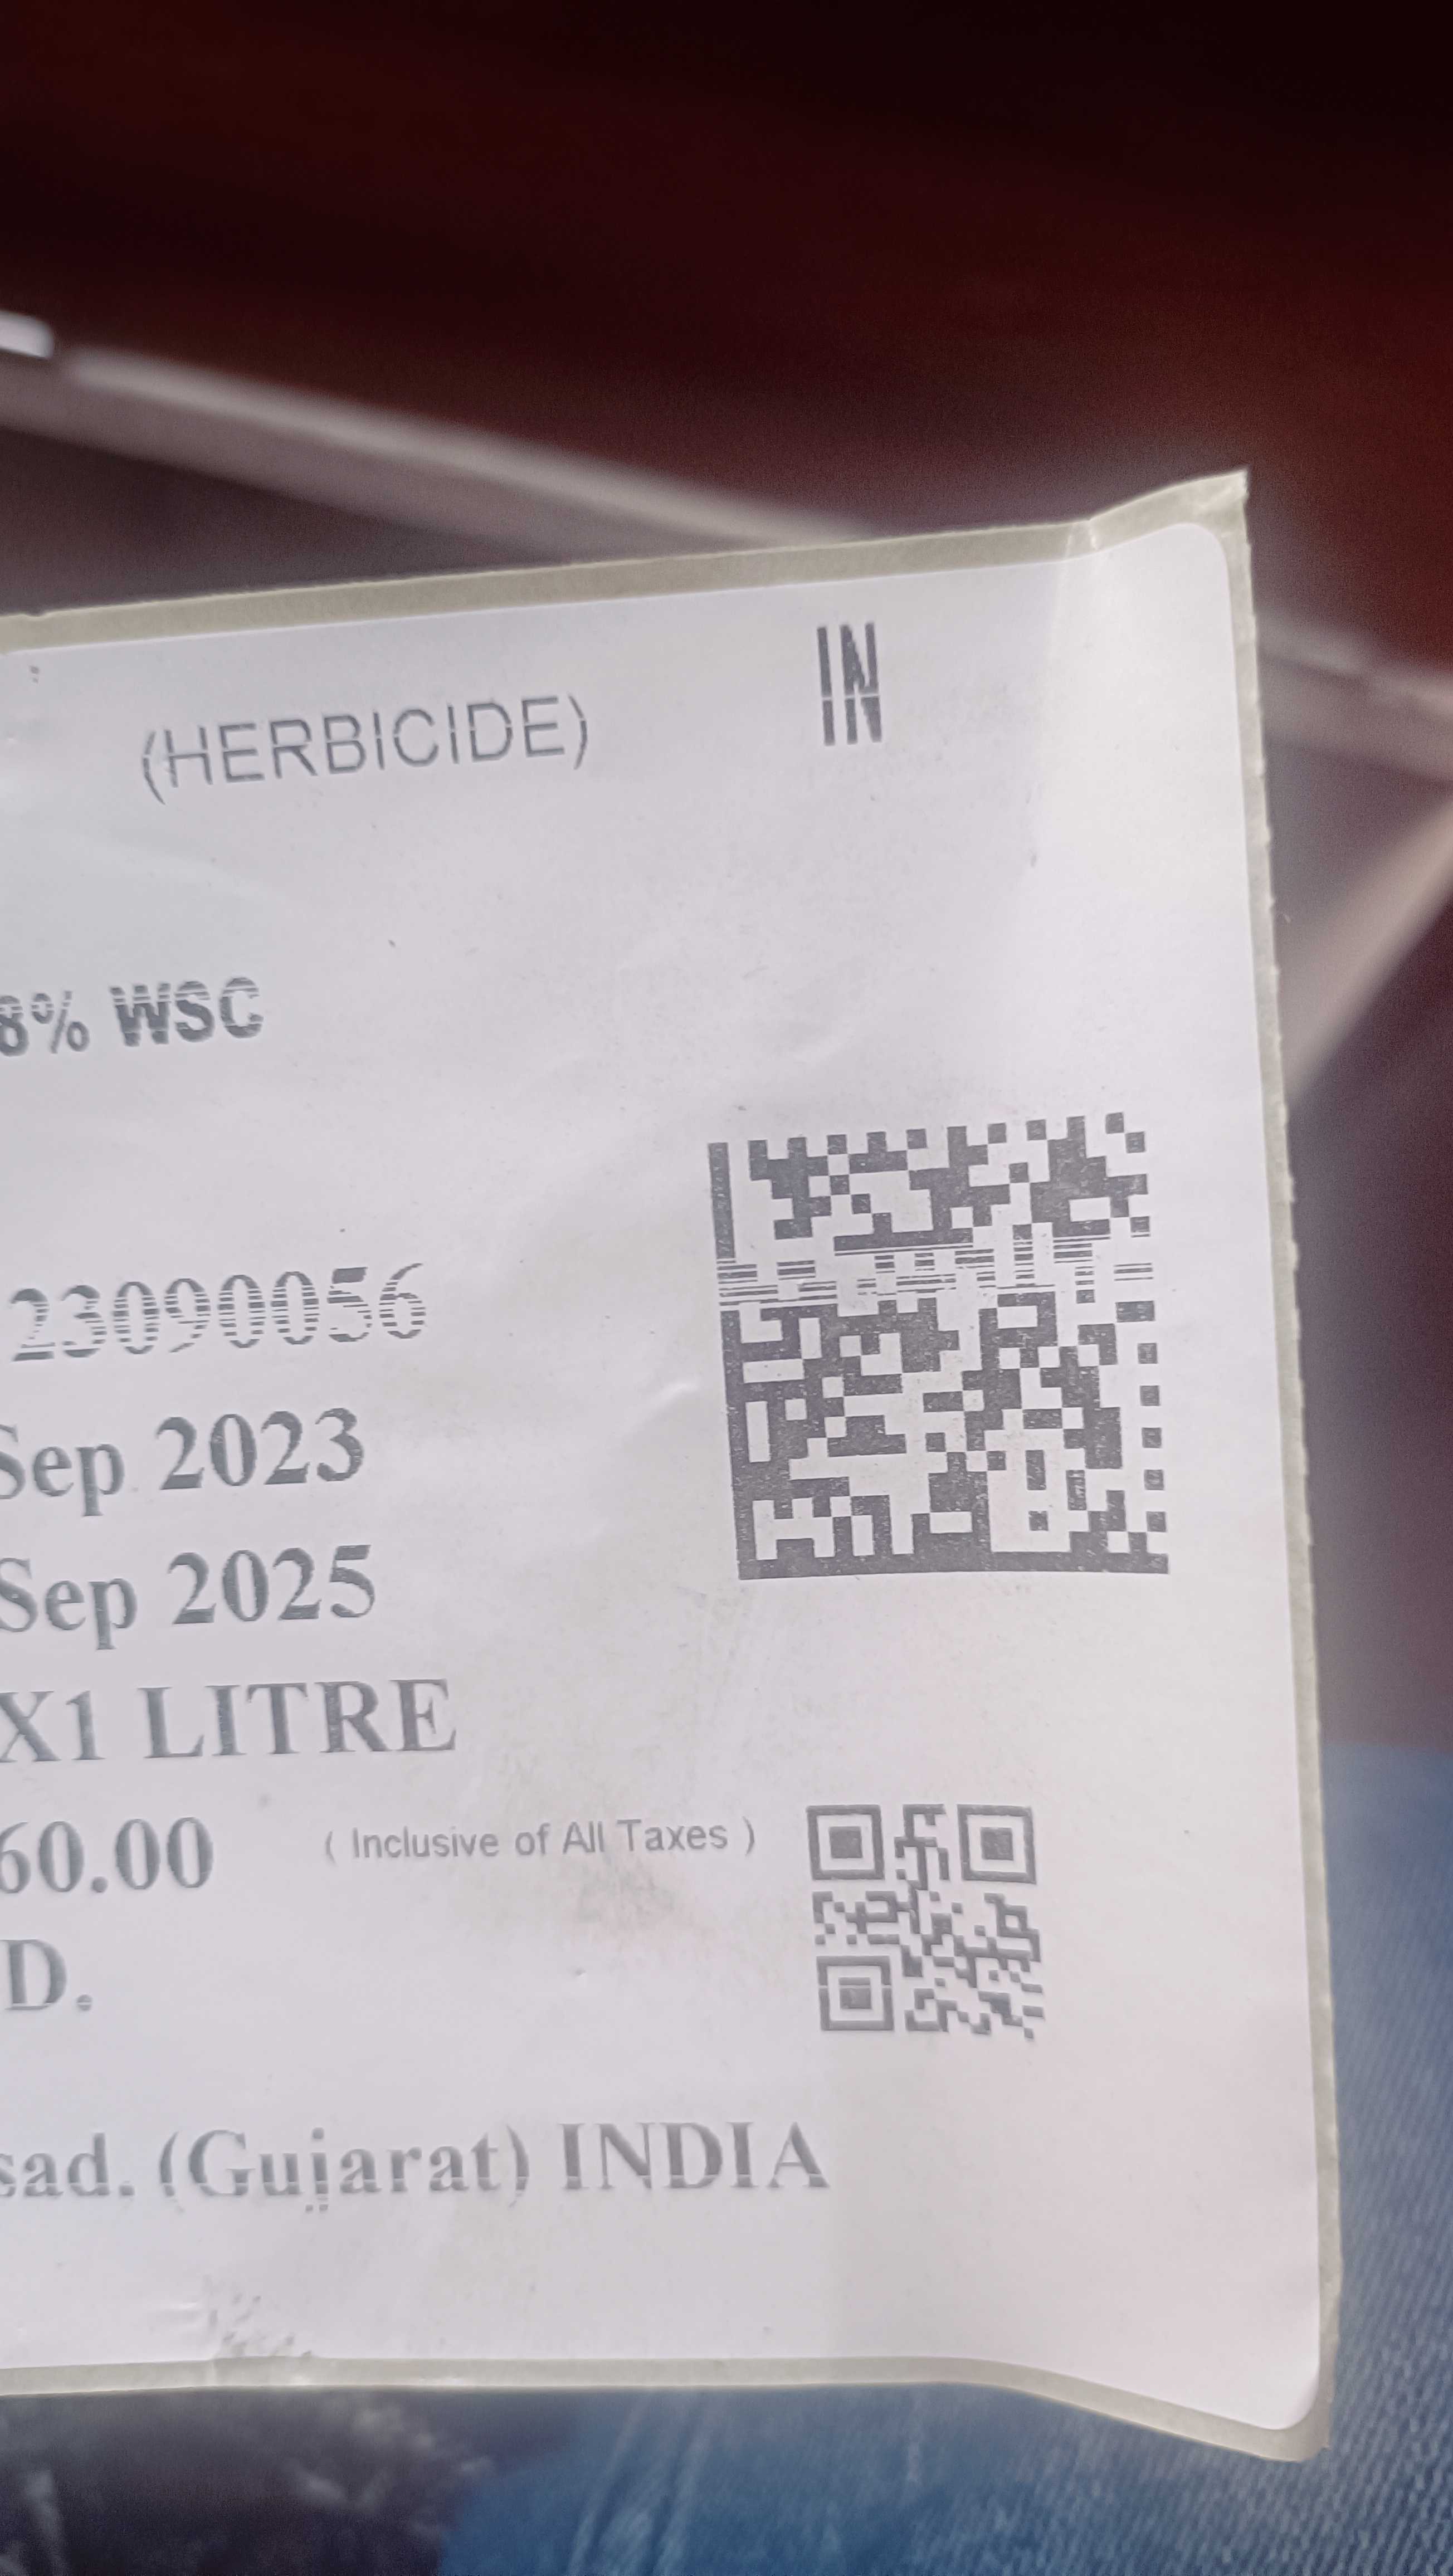 (HERBICIDE) IN
8% WSC
23090056
Sep 2023
Sep 2025
X1 LITRE
60.00 ( Inclusive of All Taxes )
D.
sad. (Gujarat) INDIA